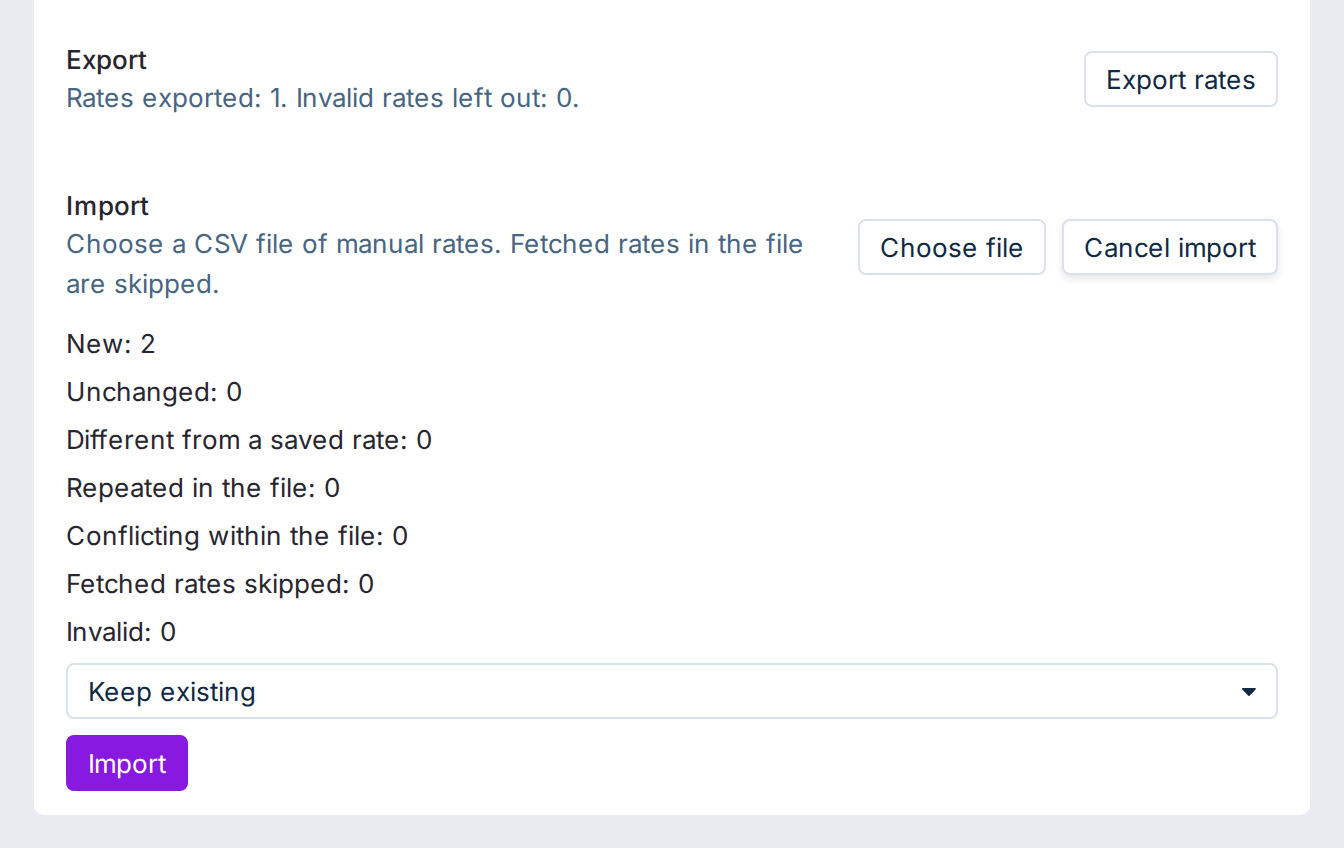 Export
Rates exported: 1. Invalid rates left out: 0.
Export rates
Import
Choose a CSV file of manual rates. Fetched rates in the file
are skipped.
Choose file
Cancel import
New: 2
Unchanged: 0
Different from a saved rate: 0
Repeated in the file: 0
Conflicting within the file: 0
Fetched rates skipped: 0
Invalid: 0
Keep existing
Import